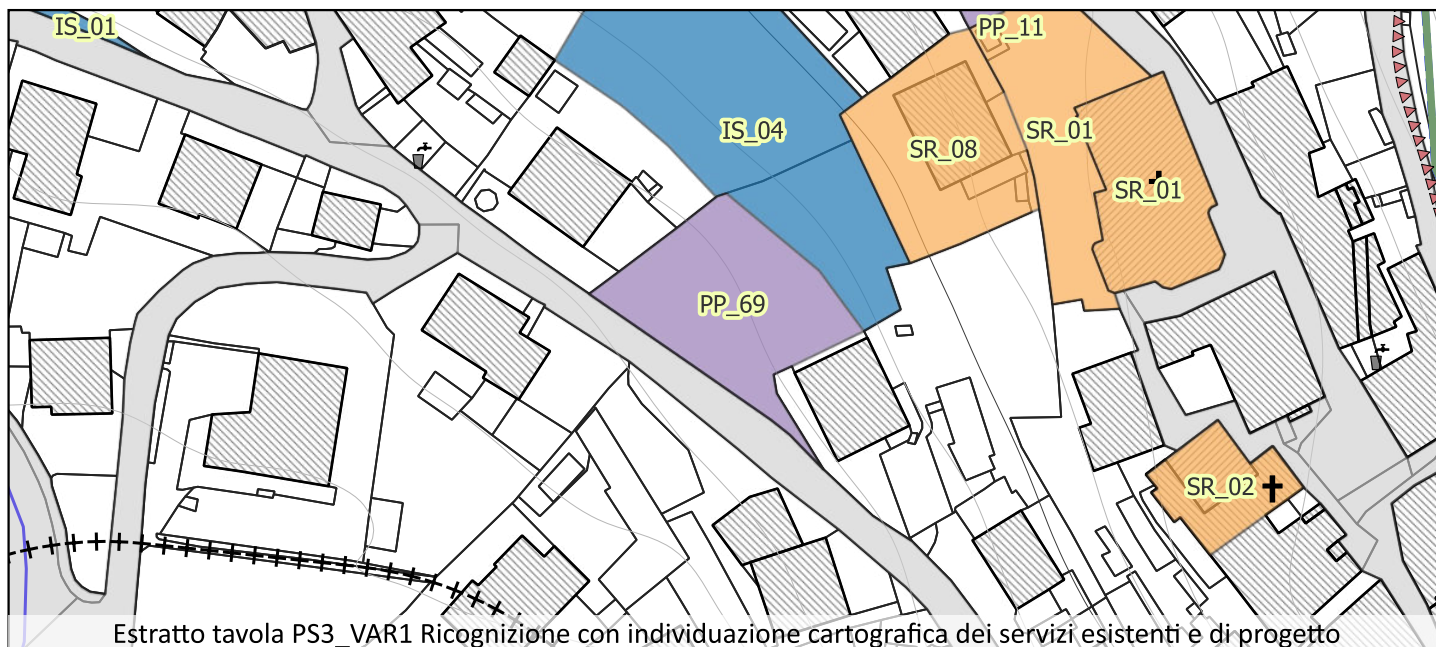 IS_01
PP_11
IS_04
SR_01
SR_08
SR_01
PP_69
SR_02
Estratto tavola PS3_VAR1 Ricognizione con individuazione cartografica dei servizi esistenti e di progetto